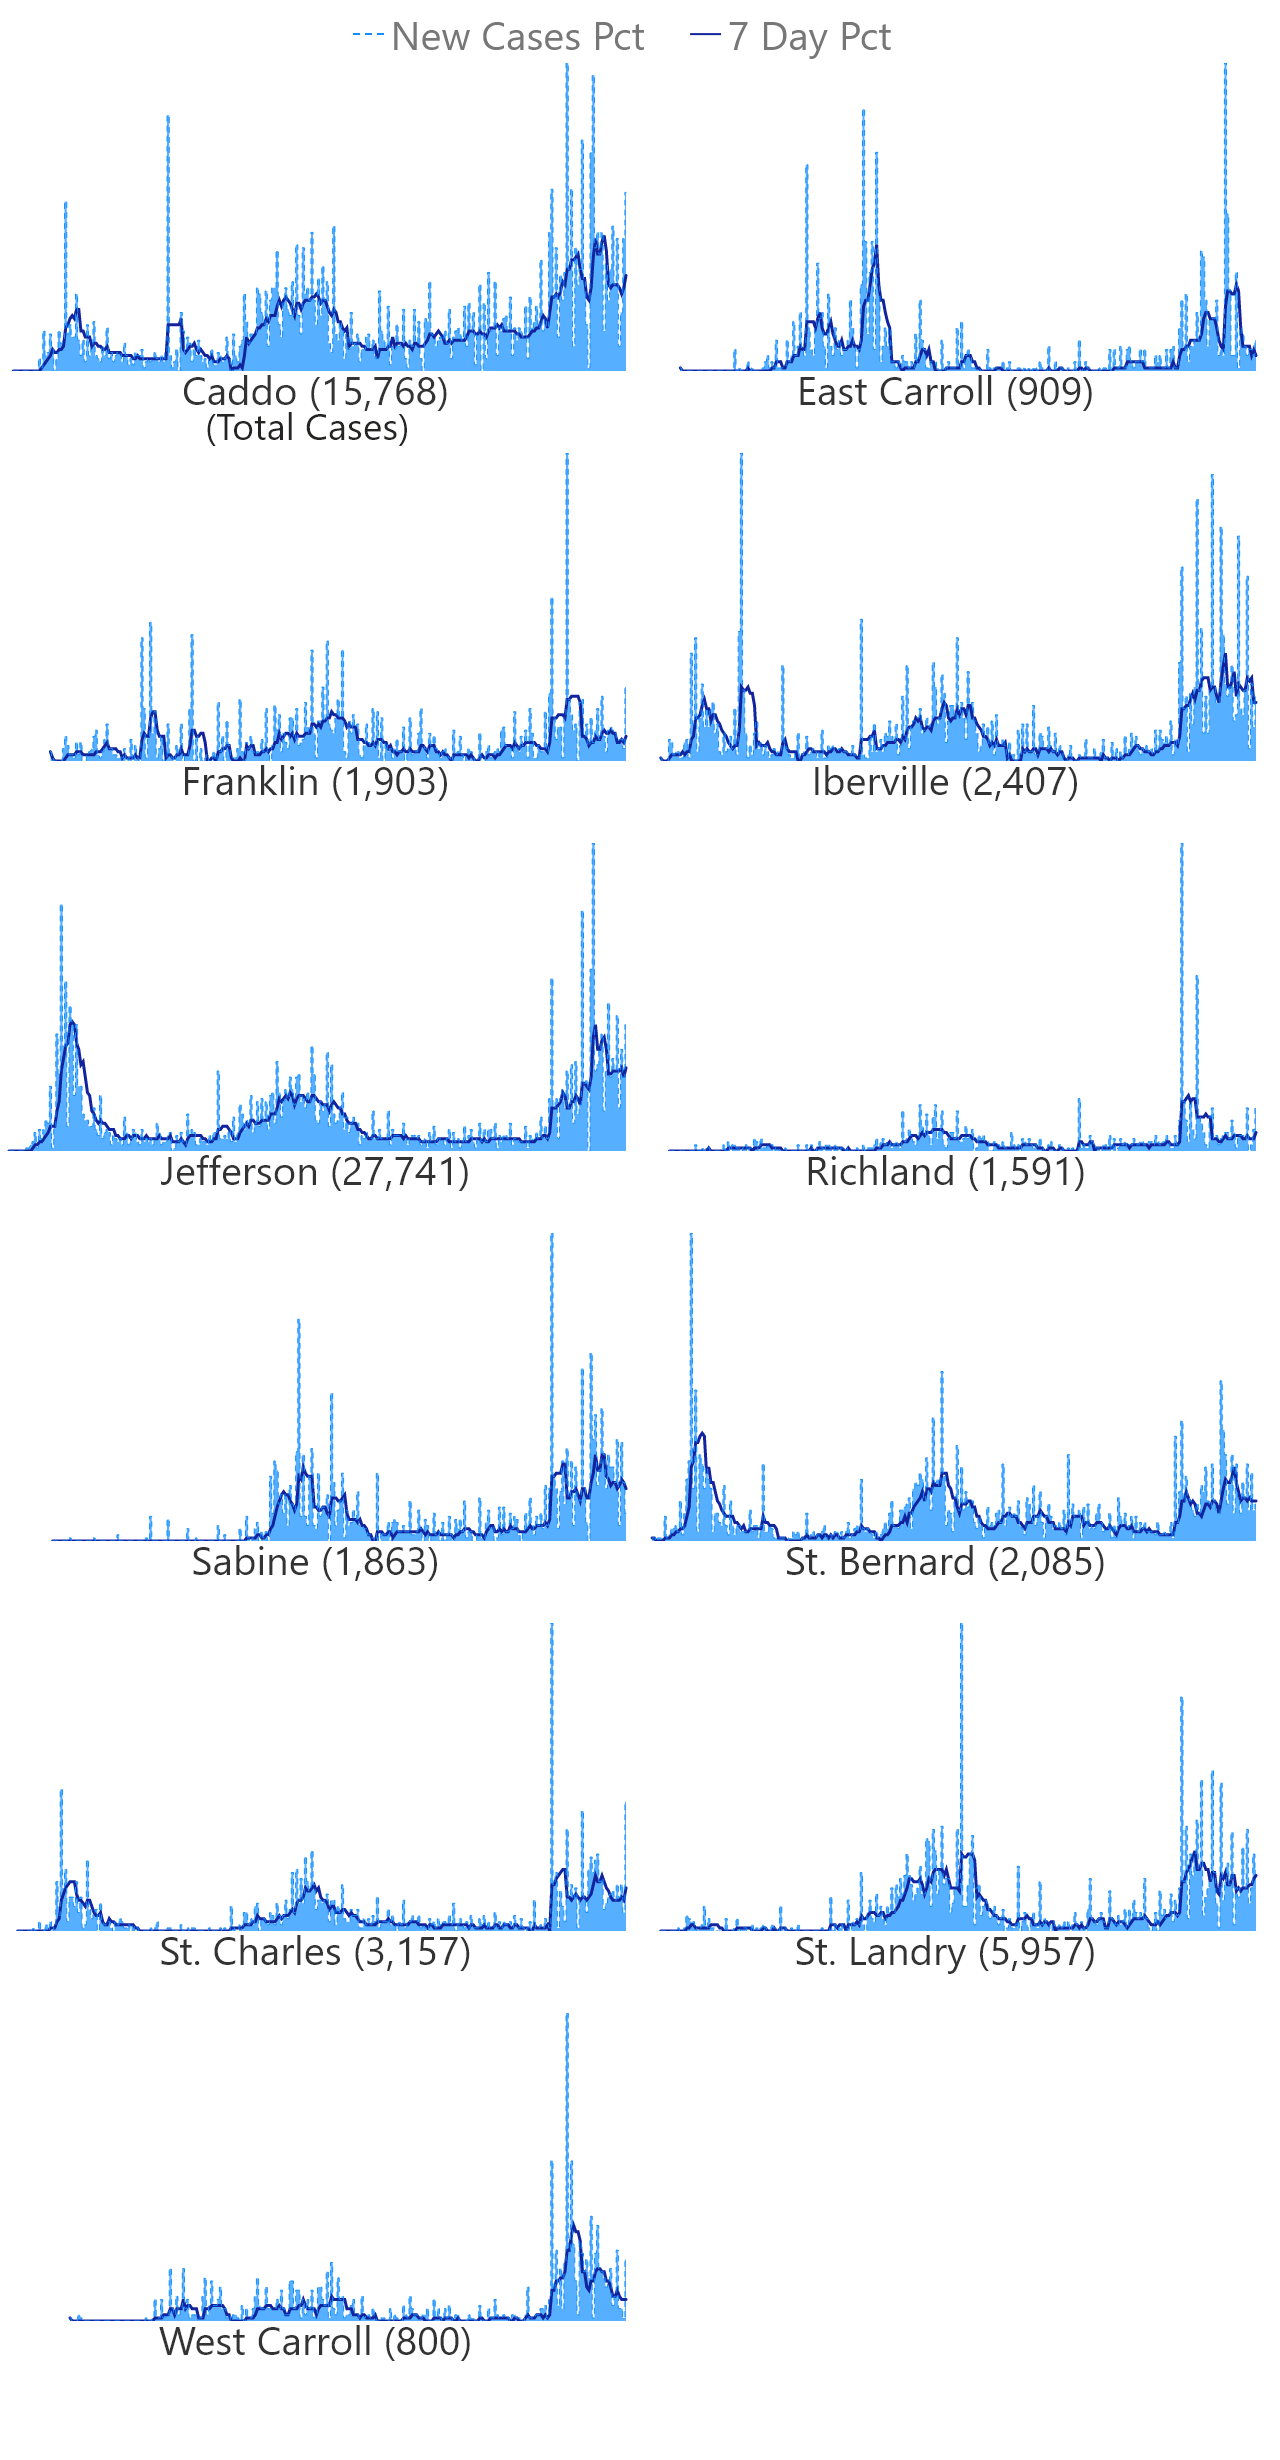 New Cases Pct 7 Day Pct
Caddo (15,768) East Carroll (909)
(Total Cases)
Franklin (1,903) Iberville (2,407)
Jefferson (27,741) Richland (1,591)
Sabine (1,863) St. Bernard (2,085)
St. Charles (3,157) St. Landry (5,957)
West Carroll (800)